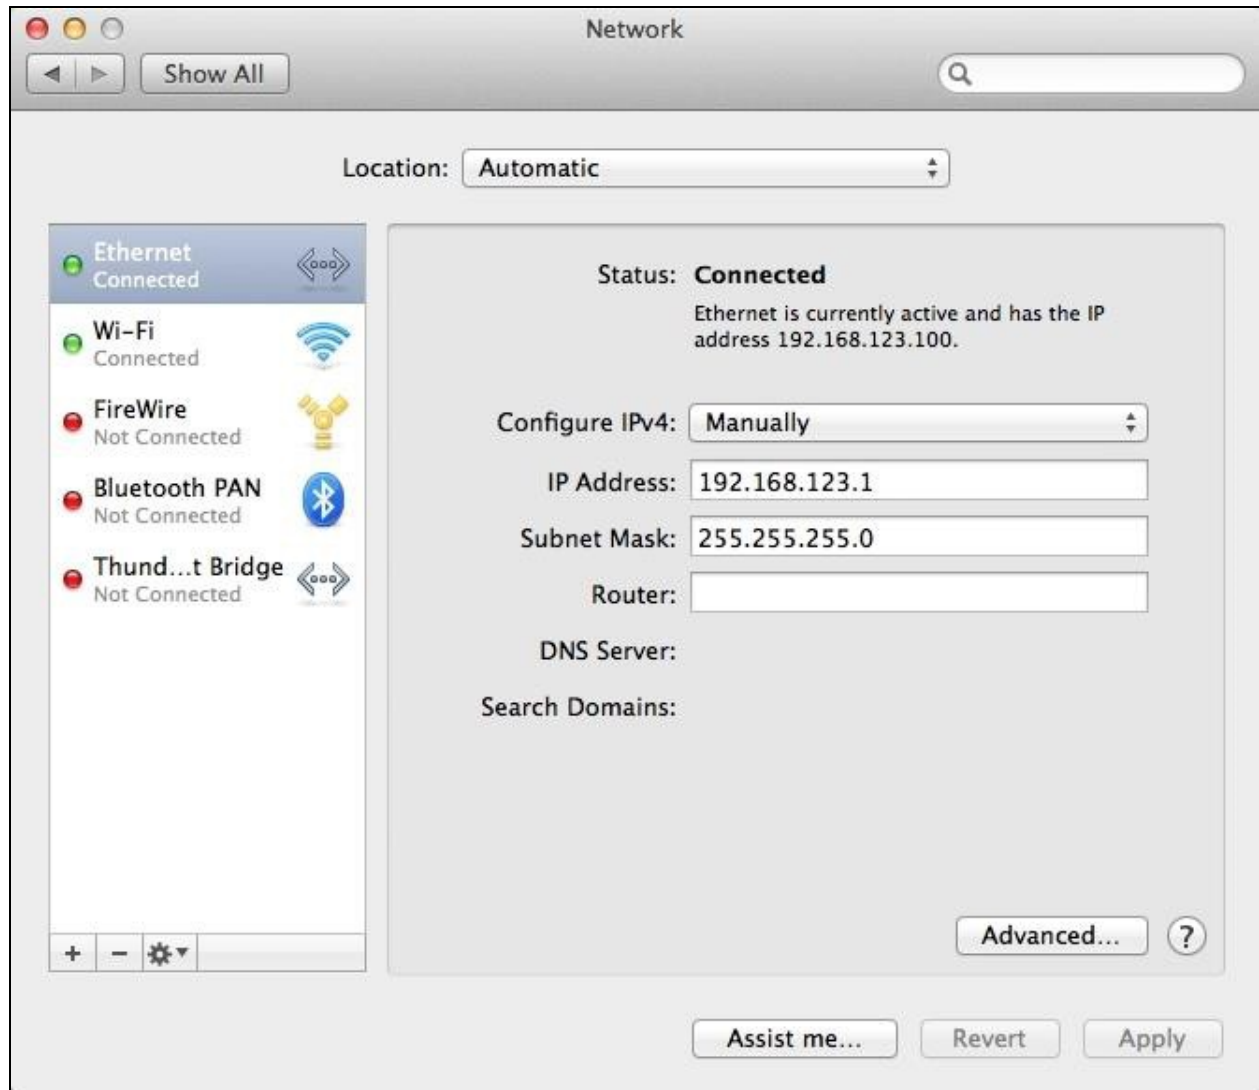 Network
Show All
Location: Automatic
Ethernet
Connected
Wi-Fi
Connected
FireWire
Not Connected
Bluetooth PAN
Not Connected
Thund...t Bridge
Not Connected
Status: Connected
Ethernet is currently active and has the IP
address 192.168.123.100.
Configure IPv4: Manually
IP Address: 192.168.123.1
Subnet Mask: 255.255.255.0
Router:
DNS Server:
Search Domains:
Advanced... ?
Assist me... Revert Apply